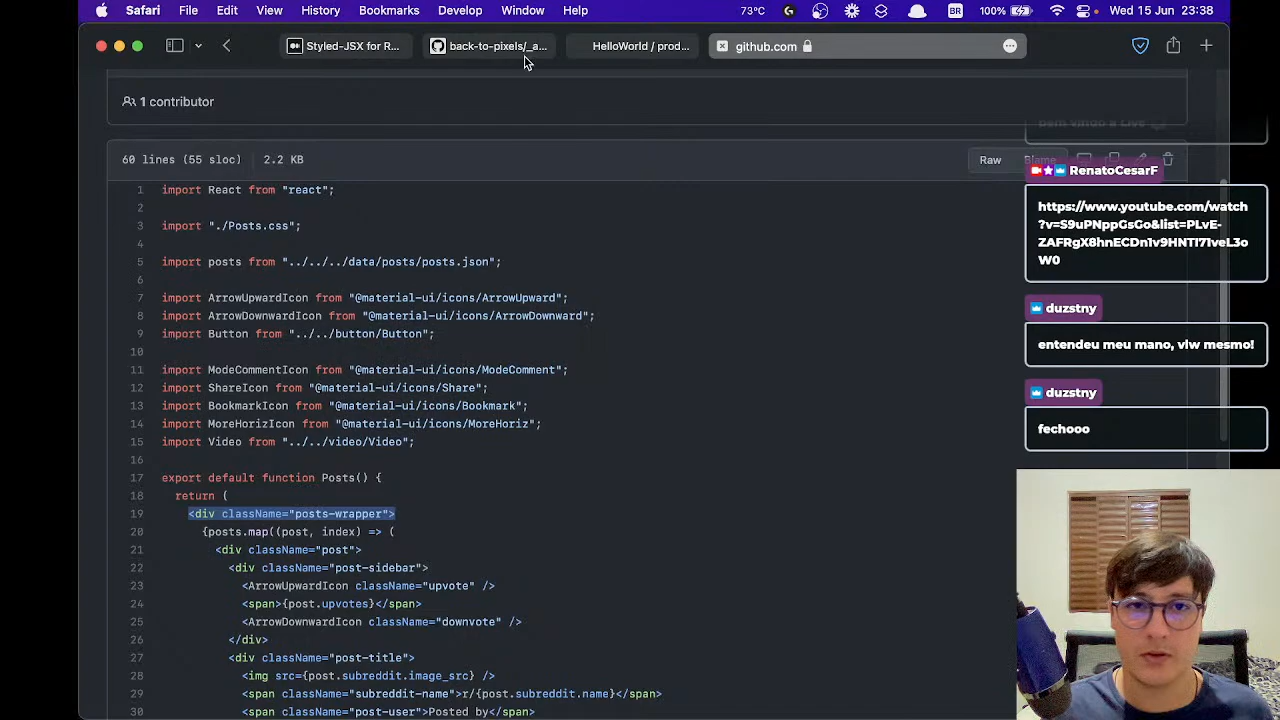 Safari File Edit View History Bookmarks Develop Window Help 73°C BR 100% Wed 15 Jun 23:38
Styled-JSX for R... back-to-pixels/_a... HelloWorld / prod... github.com
1 contributor
bem vindo a Live
60 lines (55 sloc) 2.2 KB Raw Blame
RenatoCesarF
https://www.youtube.com/watch
?v=S9uPNppGsGo&list=PLvE-
ZAFRgX8hnECDn1v9HNTI71veL3o
W0
duzstny
entendeu meu mano, vlw mesmo!
duzstny
fechooo
1 import React from "react";
2
3 import "./Posts.css";
4
5 import posts from "../../../data/posts/posts.json";
6
7 import ArrowUpwardIcon from "@material-ui/icons/ArrowUpward";
8 import ArrowDownwardIcon from "@material-ui/icons/ArrowDownward";
9 import Button from "../../button/Button";
10
11 import ModeCommentIcon from "@material-ui/icons/ModeComment";
12 import ShareIcon from "@material-ui/icons/Share";
13 import BookmarkIcon from "@material-ui/icons/Bookmark";
14 import MoreHorizIcon from "@material-ui/icons/MoreHoriz";
15 import Video from "../../video/Video";
16
17 export default function Posts() {
18 return (
19 <div className="posts-wrapper">
20 {posts.map((post, index) => (
21 <div className="post">
22 <div className="post-sidebar">
23 <ArrowUpwardIcon className="upvote" />
24 <span>{post.upvotes}</span>
25 <ArrowDownwardIcon className="downvote" />
26 </div>
27 <div className="post-title">
28 <img src={post.subreddit.image_src} />
29 <span className="subreddit-name">r/{post.subreddit.name}</span>
30 <span className="post-user">Posted by</span>